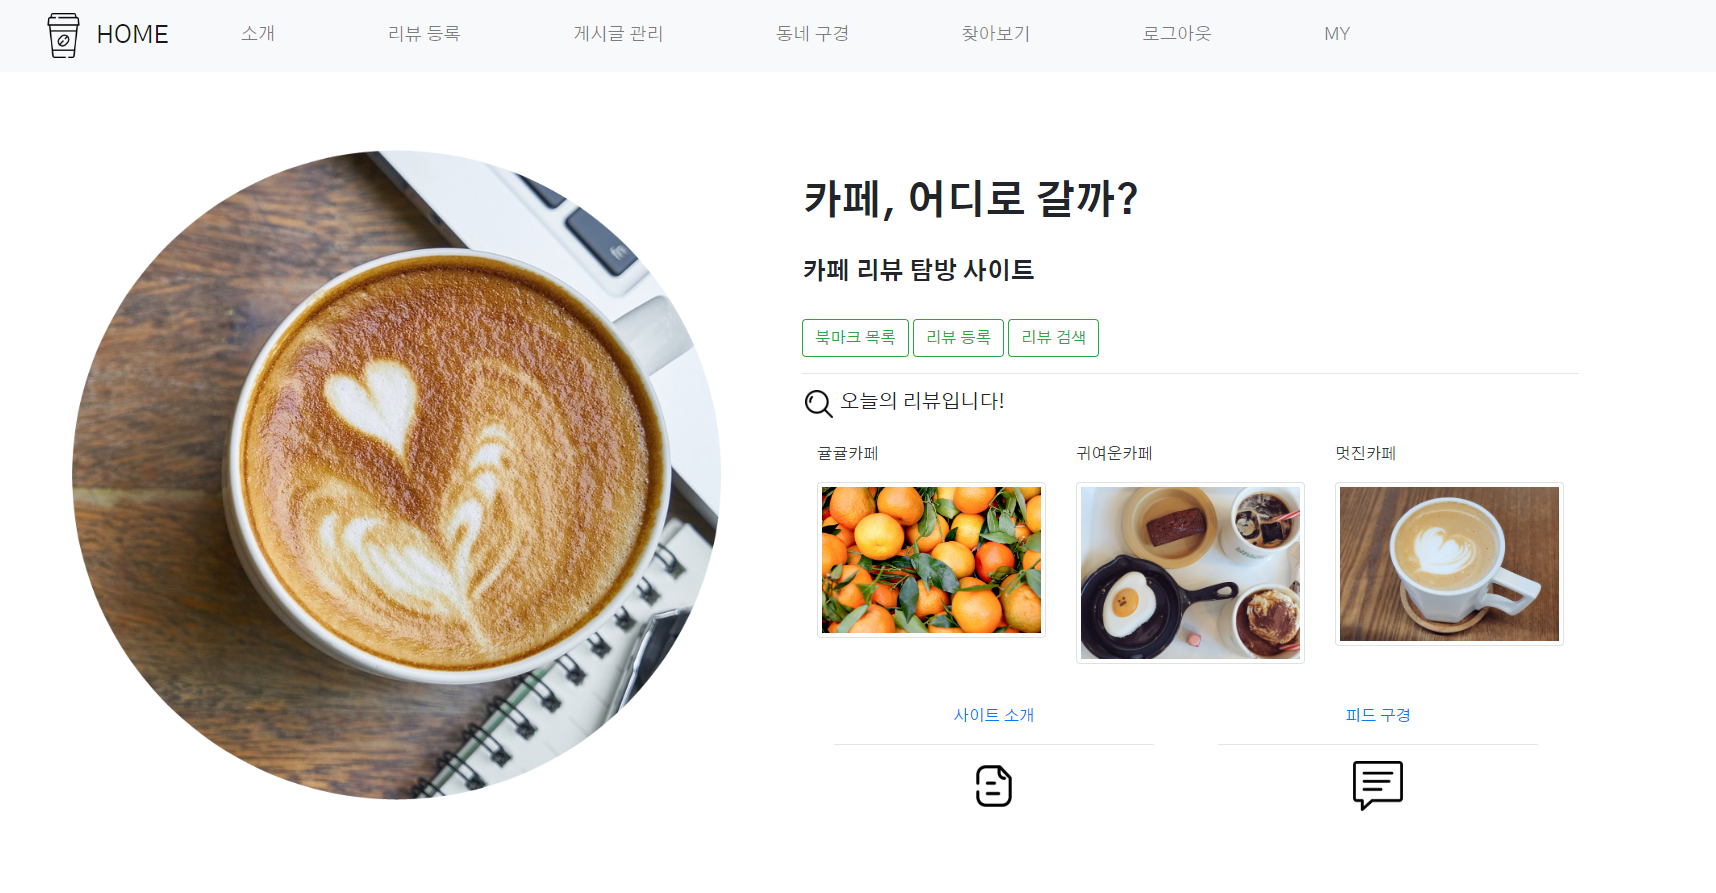 HOME 소개 리뷰 등록 게시글 관리 동네 구경 찾아보기 로그아웃 MY
카페, 어디로 갈까?
카페 리뷰 탐방 사이트
북마크 목록 리뷰 등록 리뷰 검색
오늘의 리뷰입니다!
귤귤카페 귀여운카페 멋진카페
fn
사이트 소개 피드 구경